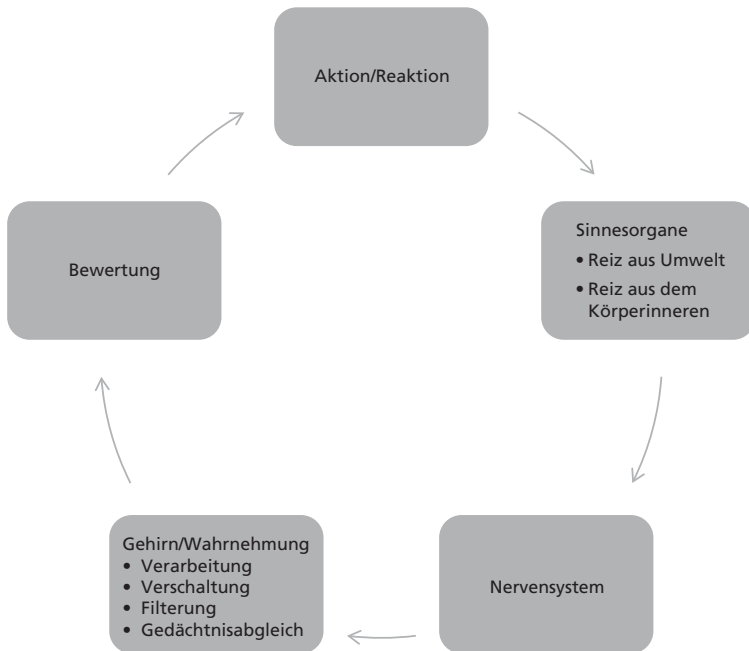 Aktion/Reaktion
Sinnesorgane
• Reiz aus Umwelt
• Reiz aus dem
Körperinneren
Nervensystem
Gehirn/Wahrnehmung
• Verarbeitung
• Verschaltung
• Filterung
• Gedächtnisabgleich
Bewertung